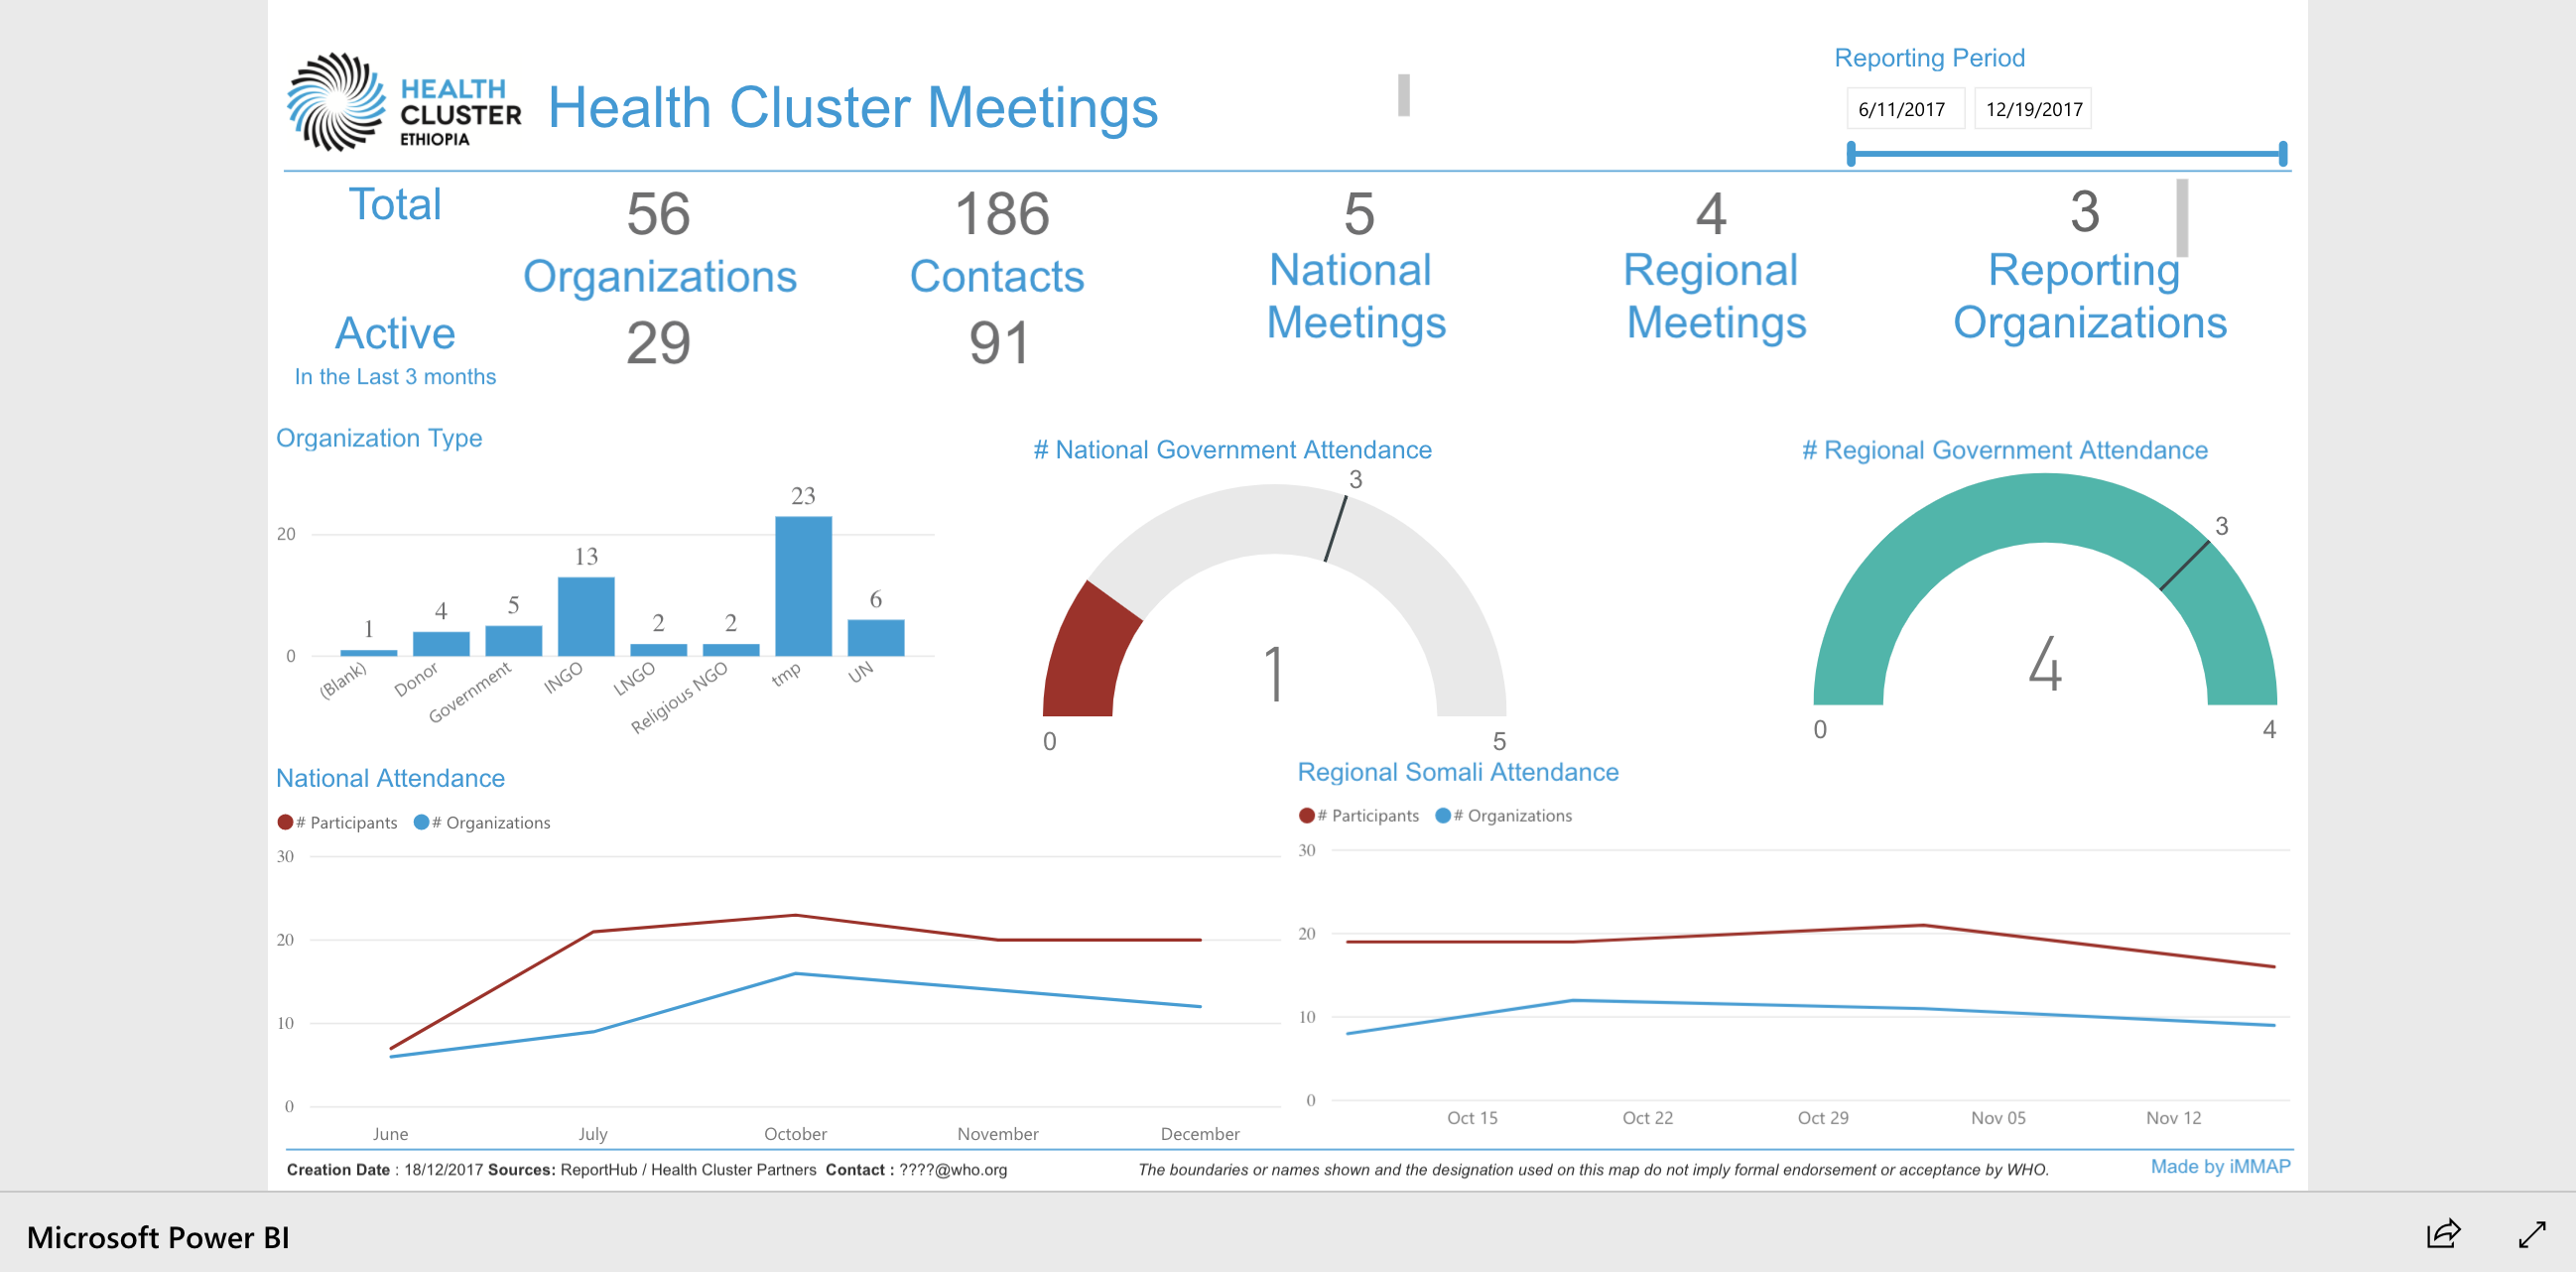 HEALTH
CLUSTER
ETHIOPIA
Health Cluster Meetings
Reporting Period
6/11/2017 12/19/2017
Total
56
Organizations
186
Contacts
5
National
Meetings
4
Regional
Meetings
3
Reporting
Organizations
Active
In the Last 3 months
29
91
Organization Type
20
0
1
4
5
13
2
2
23
6
(Blank)
Donor
Government
INGO
LNGO
Religious NGO
tmp
UN
# National Government Attendance
3
1
0
5
# Regional Government Attendance
3
4
0
4
National Attendance
# Participants # Organizations
30
20
10
0
June July October November December
Regional Somali Attendance
# Participants # Organizations
30
20
10
0
Oct 15 Oct 22 Oct 29 Nov 05 Nov 12
Creation Date : 18/12/2017 Sources: ReportHub / Health Cluster Partners Contact : ????@who.org
The boundaries or names shown and the designation used on this map do not imply formal endorsement or acceptance by WHO.
Made by iMMAP
Microsoft Power BI